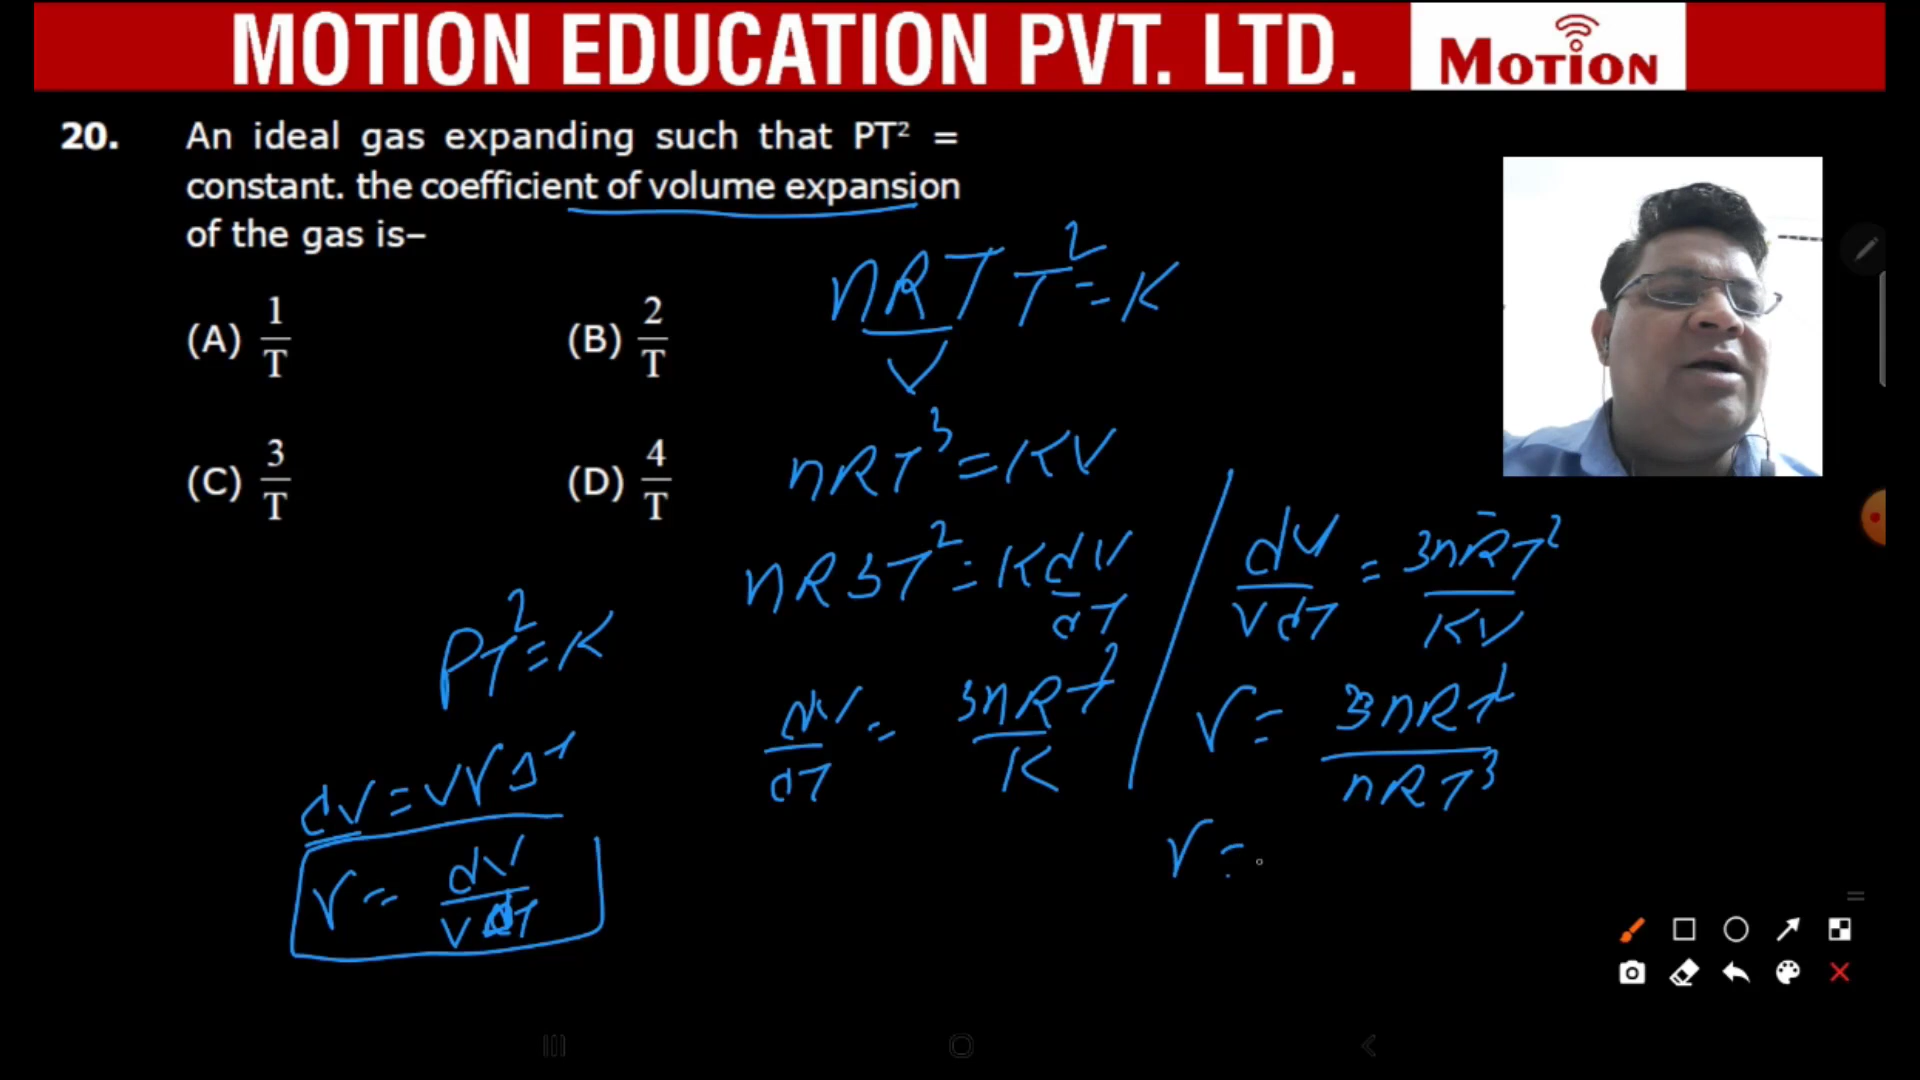 MOTION EDUCATION PVT. LTD.
MOTION
20. An ideal gas expanding such that PT² =
constant. the coefficient of volume expansion
of the gas is–
(A) 1/T (B) 2/T
(C) 3/T (D) 4/T
nRT/V T² = K
nRT³ = KV
nR3T² = K dV/dT
dV/dT = 3nRT²/K
dV/VdT = 3nRT²/KV
γ = 3nRT²/nRT³
γ =
PT² = K
dV = VγΔT
γ = dV/VdT